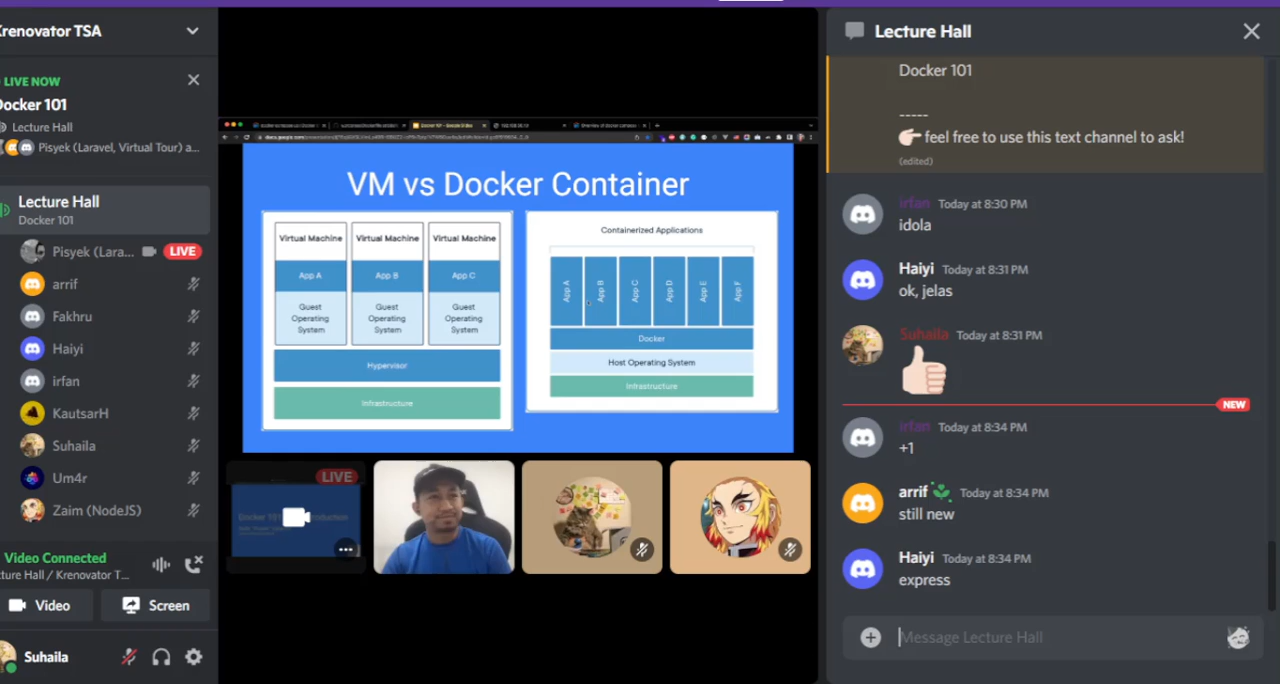 Krenovator TSA
LIVE NOW
Docker 101
Lecture Hall
Pisyek (Laravel, Virtual Tour) a...
Lecture Hall
Docker 101
Pisyek (Lara...
LIVE
arrif
Fakhru
Haiyi
irfan
KautsarH
Suhaila
Um4r
Zaim (NodeJS)
Video Connected
cture Hall / Krenovator T...
Video
Screen
Suhaila
VM vs Docker Container
Virtual Machine
Virtual Machine
Virtual Machine
App A
App B
App C
Guest
Operating
System
Guest
Operating
System
Guest
Operating
System
Hypervisor
Infrastructure
Containerized Applications
App A
App B
App C
App D
App E
App F
Docker
Host Operating System
Infrastructure
LIVE
Lecture Hall
Docker 101
-----
👉🏻 feel free to use this text channel to ask!
(edited)
irfan Today at 8:30 PM
idola
Haiyi Today at 8:31 PM
ok, jelas
Suhaila Today at 8:31 PM
NEW
irfan Today at 8:34 PM
+1
arrif Today at 8:34 PM
still new
Haiyi Today at 8:34 PM
express
Message Lecture Hall